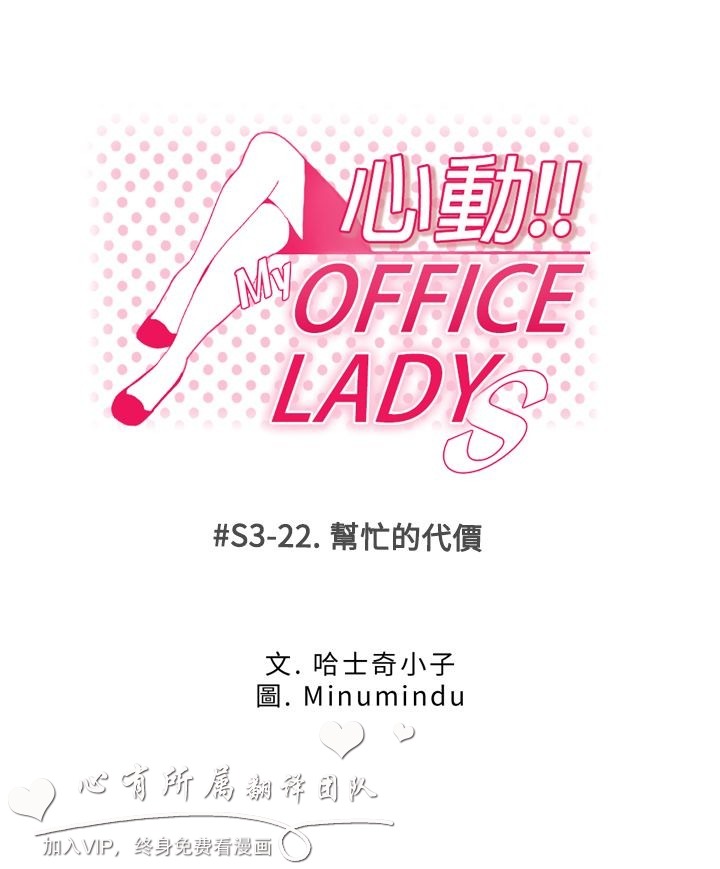 心動!!
My OFFICE
LADYS
#S3-22. 幫忙的代價
文. 哈士奇小子
圖. Minumindu
心有所属翻译团队
加入VIP，终身免费看漫画